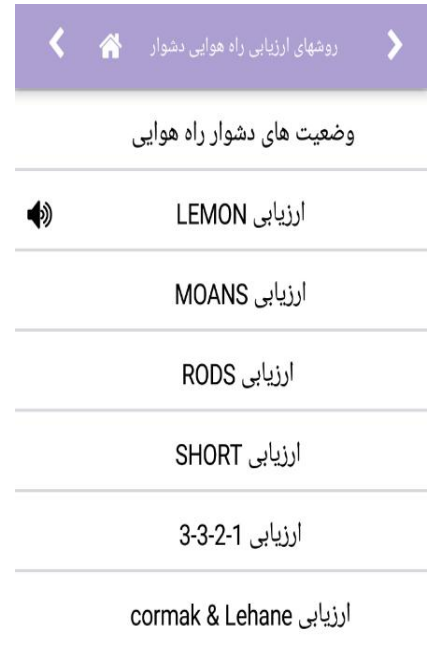 روشهای ارزیابی راه هوایی دشوار
وضعیت های دشوار راه هوایی
ارزیابی LEMON
ارزیابی MOANS
ارزیابی RODS
ارزیابی SHORT
ارزیابی 1-2-3-3
ارزیابی cormak & Lehane